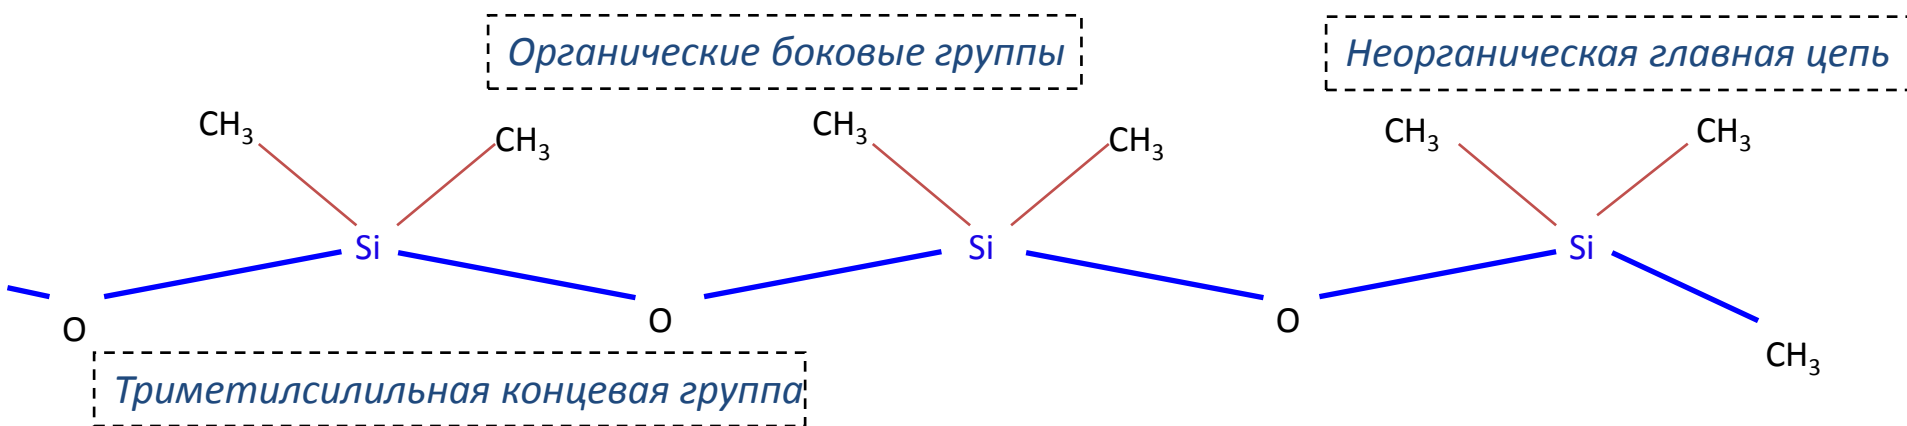 Органические боковые группы
Неорганическая главная цепь
CH₃ CH₃ CH₃ CH₃ CH₃ CH₃
Si Si Si
O O O
CH₃
Триметилсилильная концевая группа